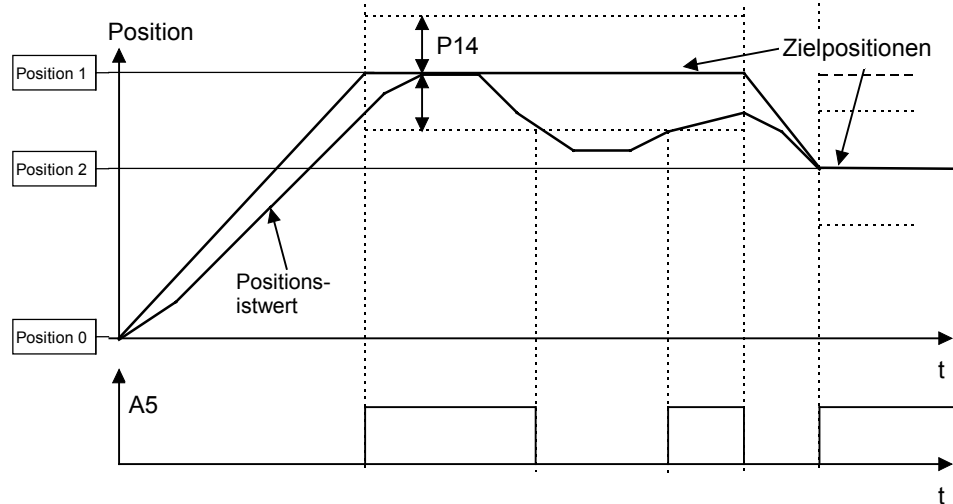 Position
P14
Zielpositionen
Position 1
Position 2
Positions-
istwert
Position 0
t
A5
t